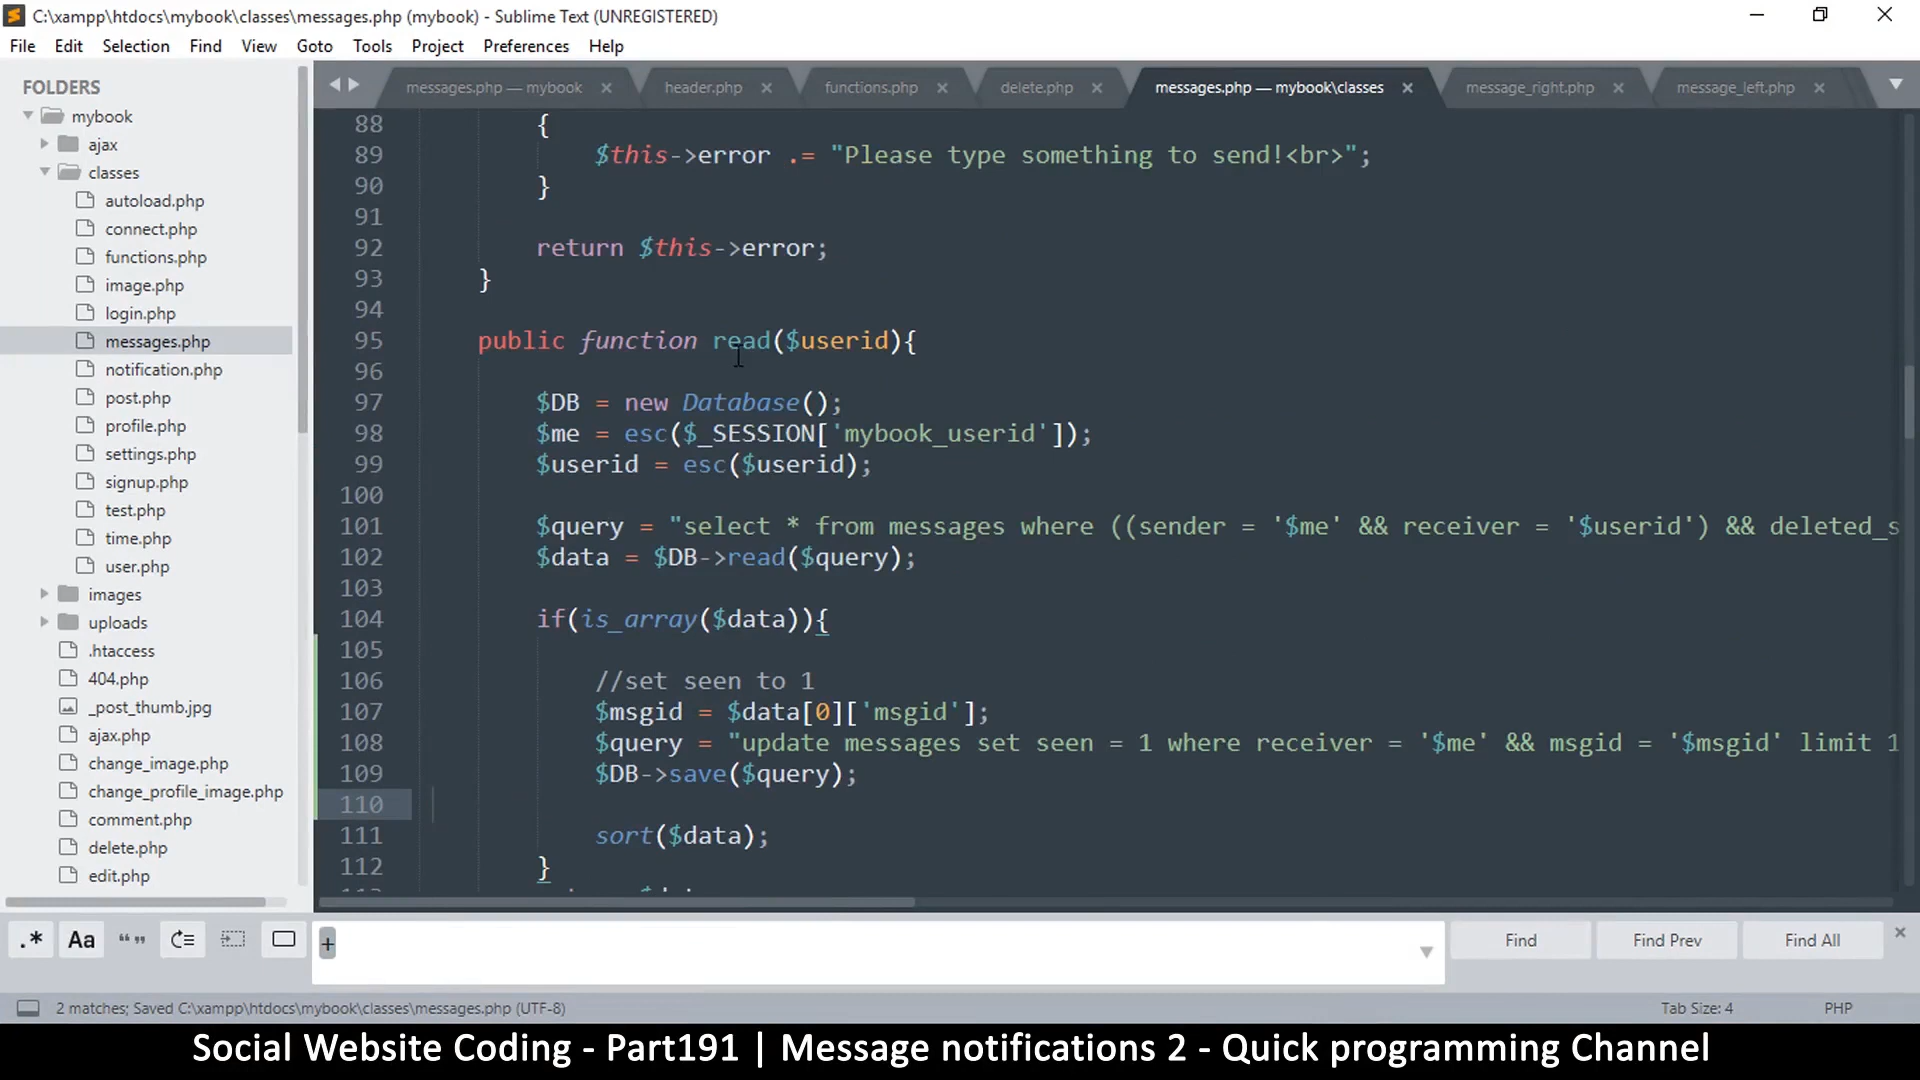 C:\xampp\htdocs\mybook\classes\messages.php (mybook) - Sublime Text (UNREGISTERED)
File Edit Selection Find View Goto Tools Project Preferences Help
FOLDERS
mybook
ajax
classes
autoload.php
connect.php
functions.php
image.php
login.php
messages.php
notification.php
post.php
profile.php
settings.php
signup.php
test.php
time.php
user.php
images
uploads
.htaccess
404.php
_post_thumb.jpg
ajax.php
change_image.php
change_profile_image.php
comment.php
delete.php
edit.php
messages.php — mybook header.php functions.php delete.php messages.php — mybook\classes message_right.php message_left.php
88 {
89 $this->error .= "Please type something to send!<br>";
90 }
91
92 return $this->error;
93 }
94
95 public function read($userid){
96
97 $DB = new Database();
98 $me = esc($_SESSION['mybook_userid']);
99 $userid = esc($userid);
100
101 $query = "select * from messages where ((sender = '$me' && receiver = '$userid') && deleted_s
102 $data = $DB->read($query);
103
104 if(is_array($data)){
105
106 //set seen to 1
107 $msgid = $data[0]['msgid'];
108 $query = "update messages set seen = 1 where receiver = '$me' && msgid = '$msgid' limit 1
109 $DB->save($query);
110
111 sort($data);
112 }
.* Aa “” +
Find Find Prev Find All
2 matches; Saved C:\xampp\htdocs\mybook\classes\messages.php (UTF-8) Tab Size: 4 PHP
Social Website Coding - Part191 | Message notifications 2 - Quick programming Channel